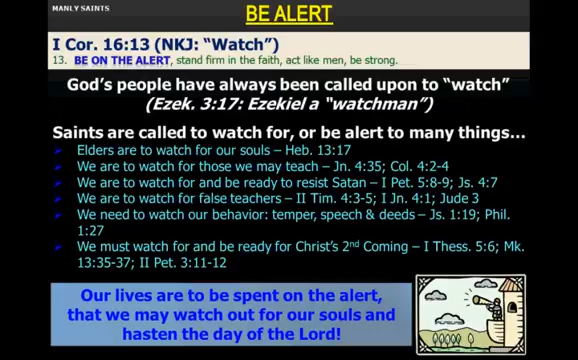 MANLY SAINTS
BE ALERT
I Cor. 16:13 (NKJ: “Watch”)
13. BE ON THE ALERT, stand firm in the faith, act like men, be strong.
God’s people have always been called upon to “watch”
(Ezek. 3:17: Ezekiel a “watchman”)
Saints are called to watch for, or be alert to many things…
Elders are to watch for our souls – Heb. 13:17
We are to watch for those we may teach – Jn. 4:35; Col. 4:2-4
We are to watch for and be ready to resist Satan – I Pet. 5:8-9; Js. 4:7
We are to watch for false teachers – II Tim. 4:3-5; I Jn. 4:1; Jude 3
We need to watch our behavior: temper, speech & deeds – Js. 1:19; Phil.
1:27
We must watch for and be ready for Christ’s 2nd Coming – I Thess. 5:6; Mk.
13:35-37; II Pet. 3:11-12
Our lives are to be spent on the alert,
that we may watch out for our souls and
hasten the day of the Lord!